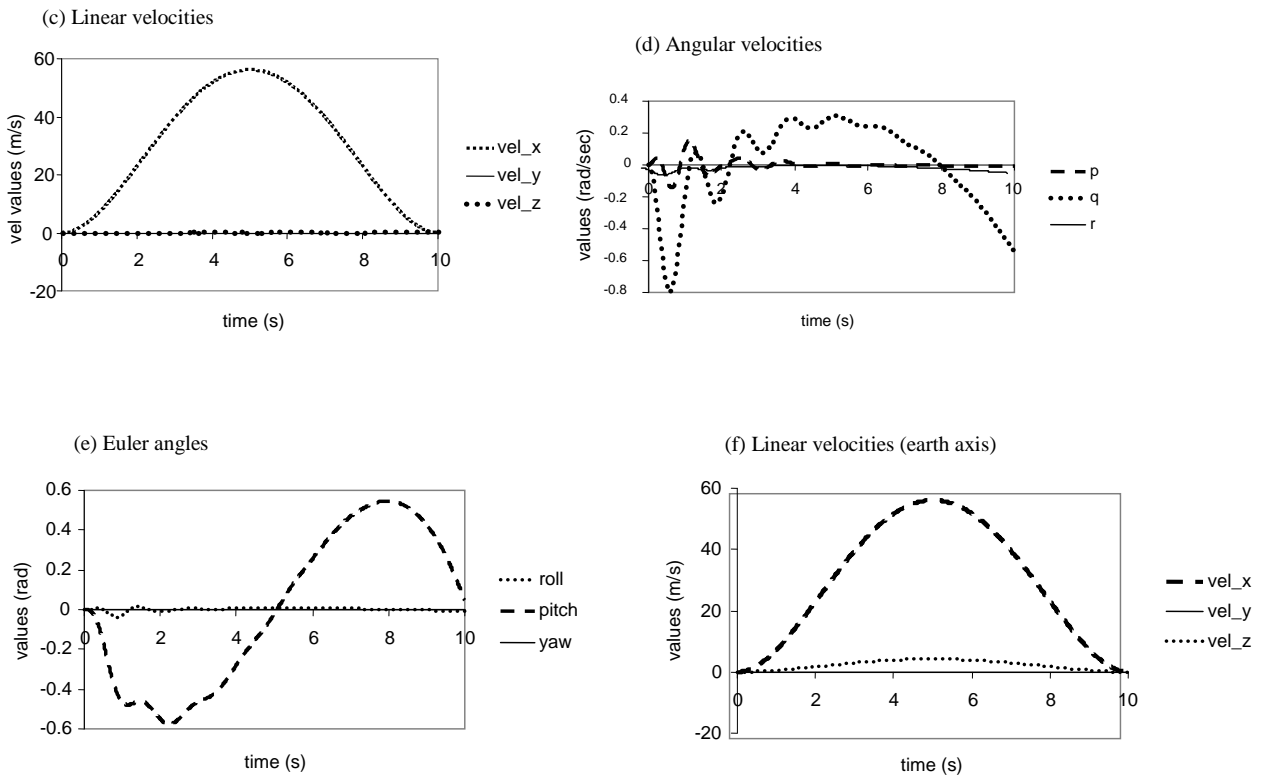 (c) Linear velocities
60
40
20
0
-20
vel values (m/s)
0 2 4 6 8 10
time (s)
vel_x
vel_y
vel_z
(d) Angular velocities
0.4
0.2
0
-0.2
-0.4
-0.6
-0.8
values (rad/sec)
0 2 4 6 8 10
time (s)
p
q
r
(e) Euler angles
0.6
0.4
0.2
0
-0.2
-0.4
-0.6
values (rad)
0 2 4 6 8 10
time (s)
roll
pitch
yaw
(f) Linear velocities (earth axis)
60
40
20
0
-20
values (m/s)
0 2 4 6 8 10
time (s)
vel_x
vel_y
vel_z